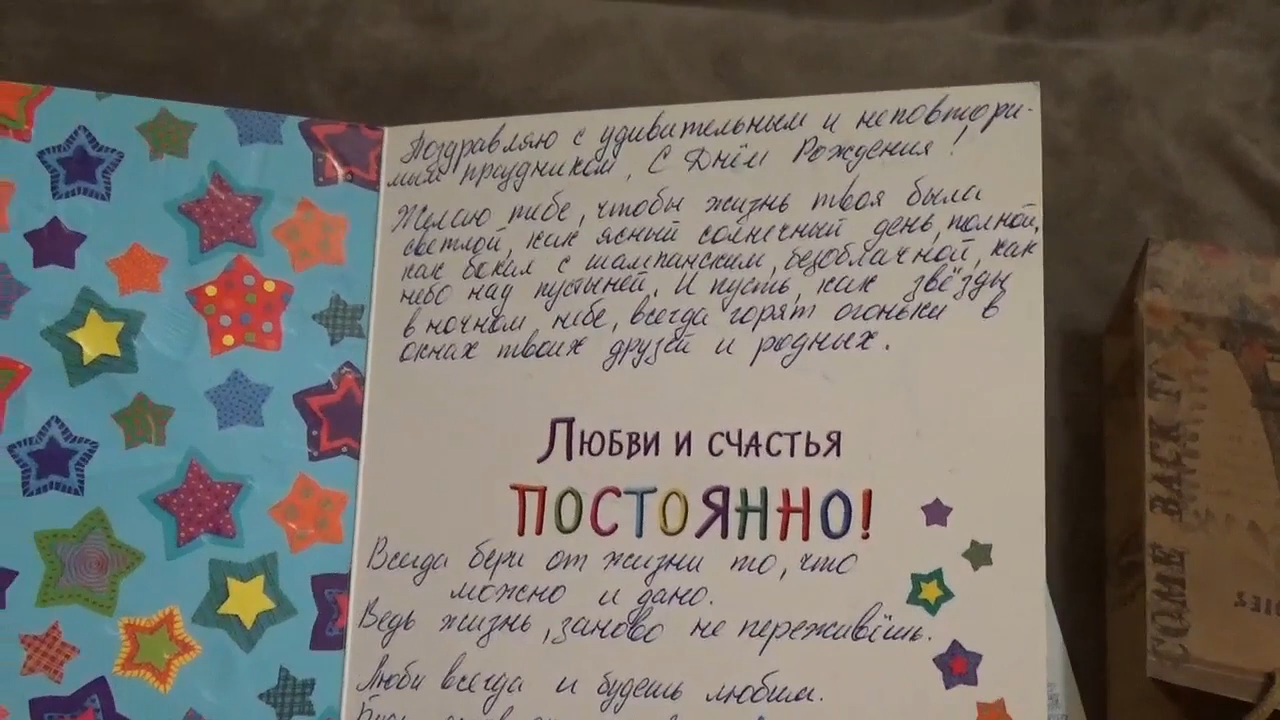 Поздравляю с удивительным и неповтори-
мым праздником, С Днём Рождения!
Желаю тебе, чтобы жизнь твоя была
светлой, как ясный солнечный день, полной,
как бокал с шампанским, безоблачной, как
небо над пустыней. И пусть, как звёзды
в ночном небе, всегда горят огоньки в
окнах твоих друзей и родных.
Любви и счастья
ПОСТОЯННО!
Всегда бери от жизни то, что
можно и дано.
Ведь жизнь, заново не переживёшь.
Люби всегда и будешь любим.
COME BACK TO